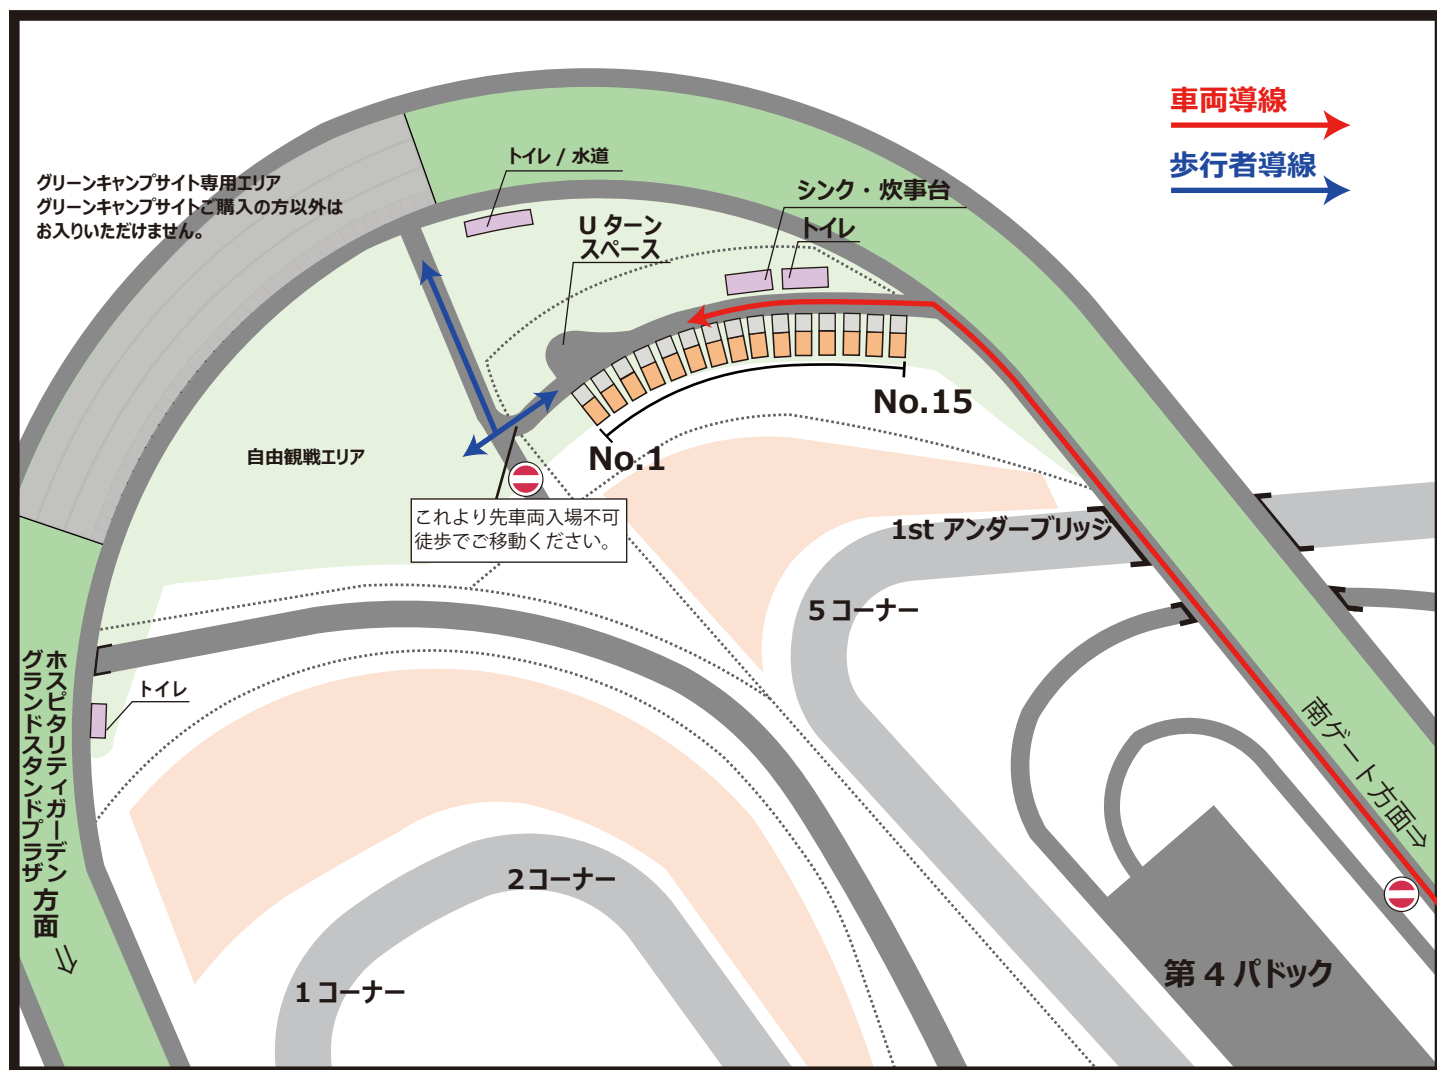 車両導線
歩行者導線
グリーンキャンプサイト専用エリア
グリーンキャンプサイトご購入の方以外は
お入りいただけません。
トイレ / 水道
シンク・炊事台
トイレ
U ターン
スペース
No.15
No.1
自由観戦エリア
これより先車両入場不可
徒歩でご移動ください。
1st アンダーブリッジ
5 コーナー
トイレ
ホスピタリティガーデン
グランドスタンドプラザ
方面
⇒
南ゲート方面⇒
2コーナー
1 コーナー
第 4 パドック